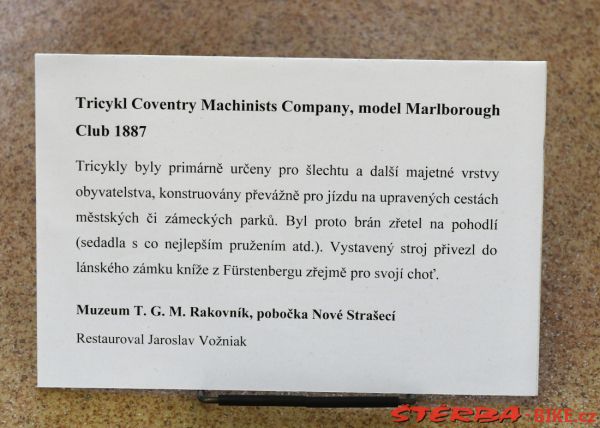 Tricykl Coventry Machinists Company, model Marlborough
Club 1887
Tricykly byly primárně určeny pro šlechtu a další majetné vrstvy
obyvatelstva, konstruovány převážně pro jízdu na upravených cestách
městských či zámeckých parků. Byl proto brán zřetel na pohodlí
(sedadla s co nejlepším pružením atd.). Vystavený stroj přivezl do
lánského zámku kníže z Fürstenbergu zřejmě pro svojí choť.
Muzeum T. G. M. Rakovník, pobočka Nové Strašecí
Restauroval Jaroslav Vožniak
ŠTĚRBA-BIKE.cz